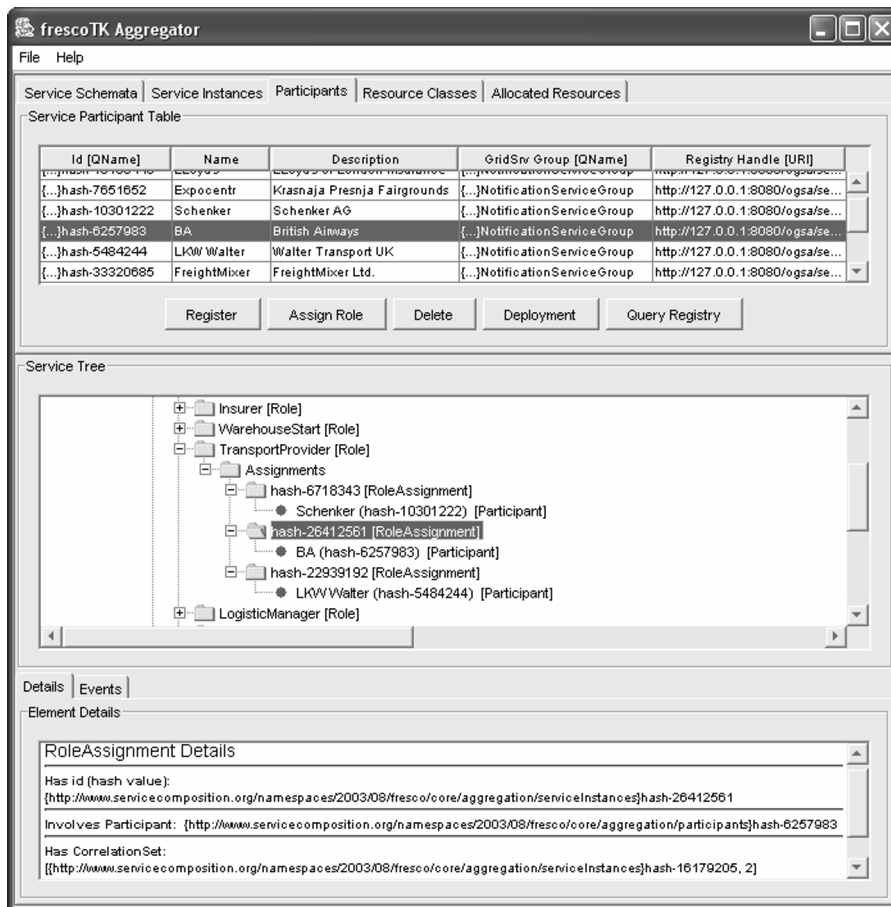 frescoTK Aggregator
File Help
Service Schemata Service Instances Participants Resource Classes Allocated Resources
Service Participant Table
Id [QName] Name Description GridSrv Group [QName] Registry Handle [URI]
{...}hash-7651652 Expocentr Krasnaja Presnja Fairgrounds {...}NotificationServiceGroup http://127.0.0.1:8080/ogsa/se...
{...}hash-10301222 Schenker Schenker AG {...}NotificationServiceGroup http://127.0.0.1:8080/ogsa/se...
{...}hash-6257983 BA British Airways {...}NotificationServiceGroup http://127.0.0.1:8080/ogsa/se...
{...}hash-5484244 LKW Walter Walter Transport UK {...}NotificationServiceGroup http://127.0.0.1:8080/ogsa/se...
{...}hash-33320685 FreightMixer FreightMixer Ltd. {...}NotificationServiceGroup http://127.0.0.1:8080/ogsa/se...
Register Assign Role Delete Deployment Query Registry
Service Tree
Insurer [Role]
WarehouseStart [Role]
TransportProvider [Role]
Assignments
hash-6718343 [RoleAssignment]
Schenker (hash-10301222) [Participant]
hash-26412561 [RoleAssignment]
BA (hash-6257983) [Participant]
hash-22939192 [RoleAssignment]
LKW Walter (hash-5484244) [Participant]
LogisticManager [Role]
Details Events
Element Details
RoleAssignment Details
Has id (hash value):
{http://www.servicecomposition.org/namespaces/2003/08/fresco/core/aggregation/serviceInstances}hash-26412561
Involves Participant: {http://www.servicecomposition.org/namespaces/2003/08/fresco/core/aggregation/participants}hash-6257983
Has CorrelationSet:
[{http://www.servicecomposition.org/namespaces/2003/08/fresco/core/aggregation/serviceInstances}hash-16179205, 2]